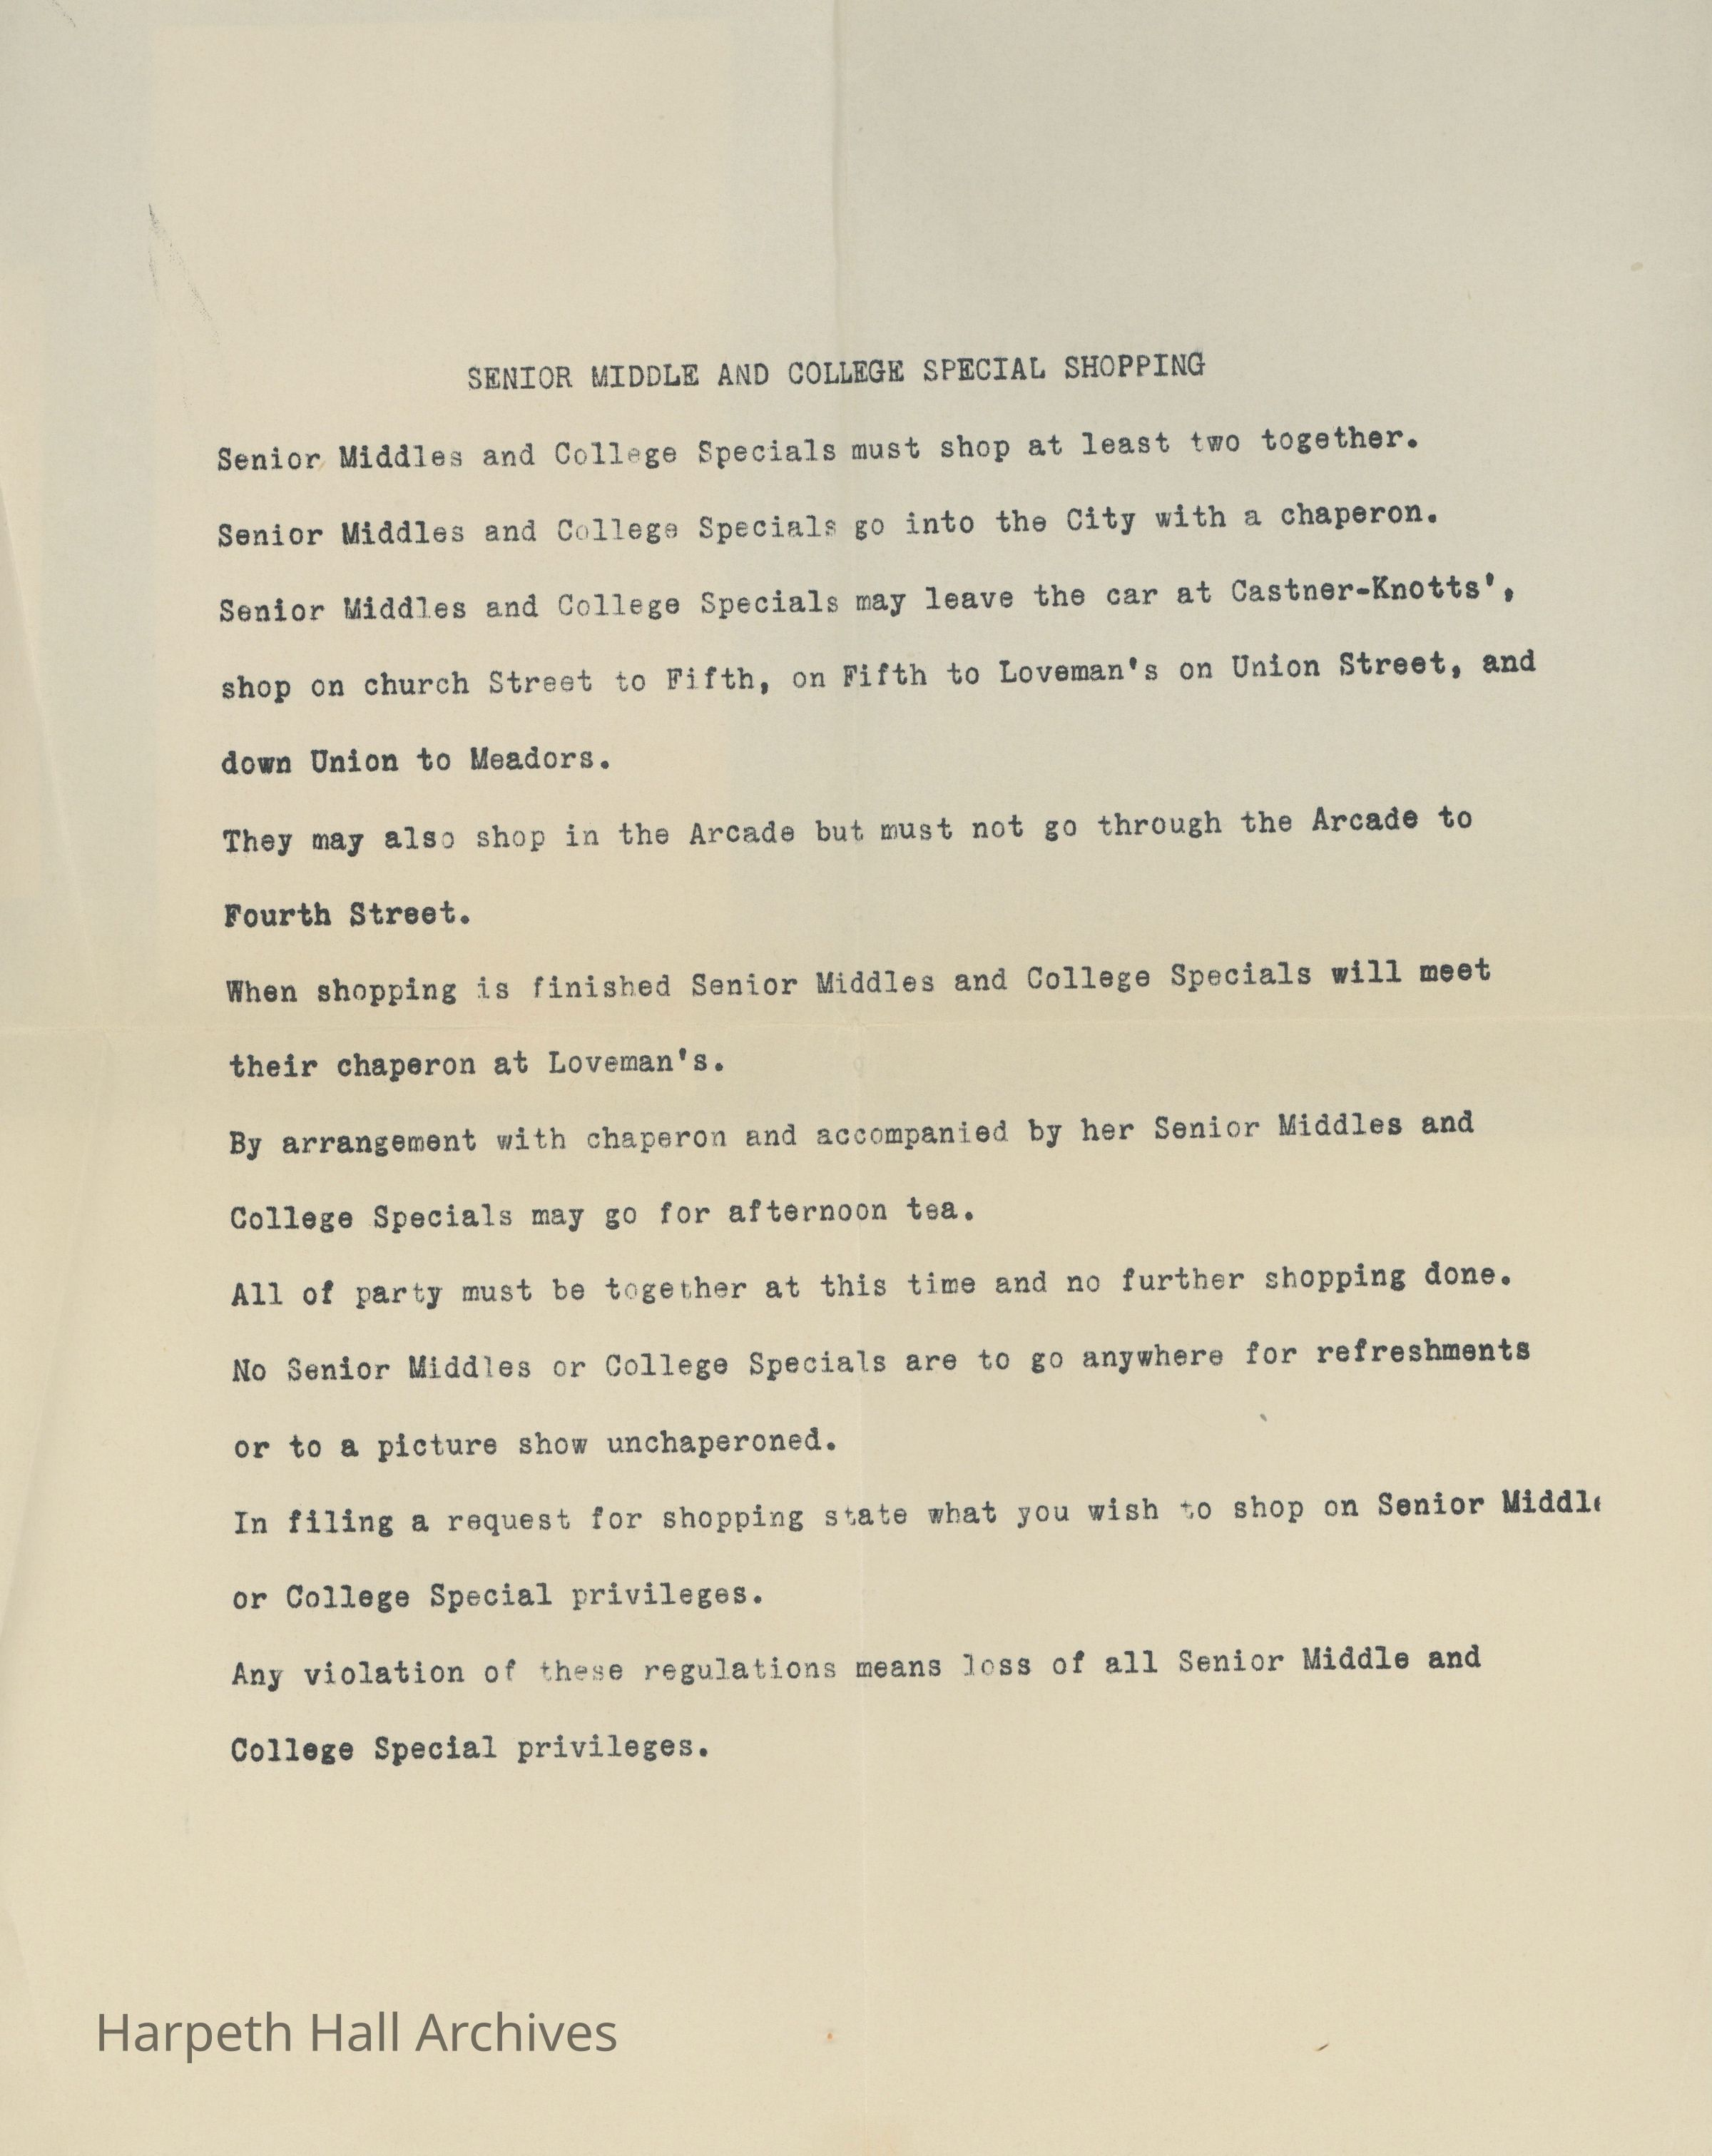 SENIOR MIDDLE AND COLLEGE SPECIAL SHOPPING
Senior Middles and College Specials must shop at least two together.
Senior Middles and College Specials go into the City with a chaperon.
Senior Middles and College Specials may leave the car at Castner-Knotts',
shop on church Street to Fifth, on Fifth to Loveman's on Union Street, and
down Union to Meadors.
They may also shop in the Arcade but must not go through the Arcade to
Fourth Street.
When shopping is finished Senior Middles and College Specials will meet
their chaperon at Loveman's.
By arrangement with chaperon and accompanied by her Senior Middles and
College Specials may go for afternoon tea.
All of party must be together at this time and no further shopping done.
No Senior Middles or College Specials are to go anywhere for refreshments
or to a picture show unchaperoned.
In filing a request for shopping state what you wish to shop on Senior Middle
or College Special privileges.
Any violation of these regulations means loss of all Senior Middle and
College Special privileges.
Harpeth Hall Archives